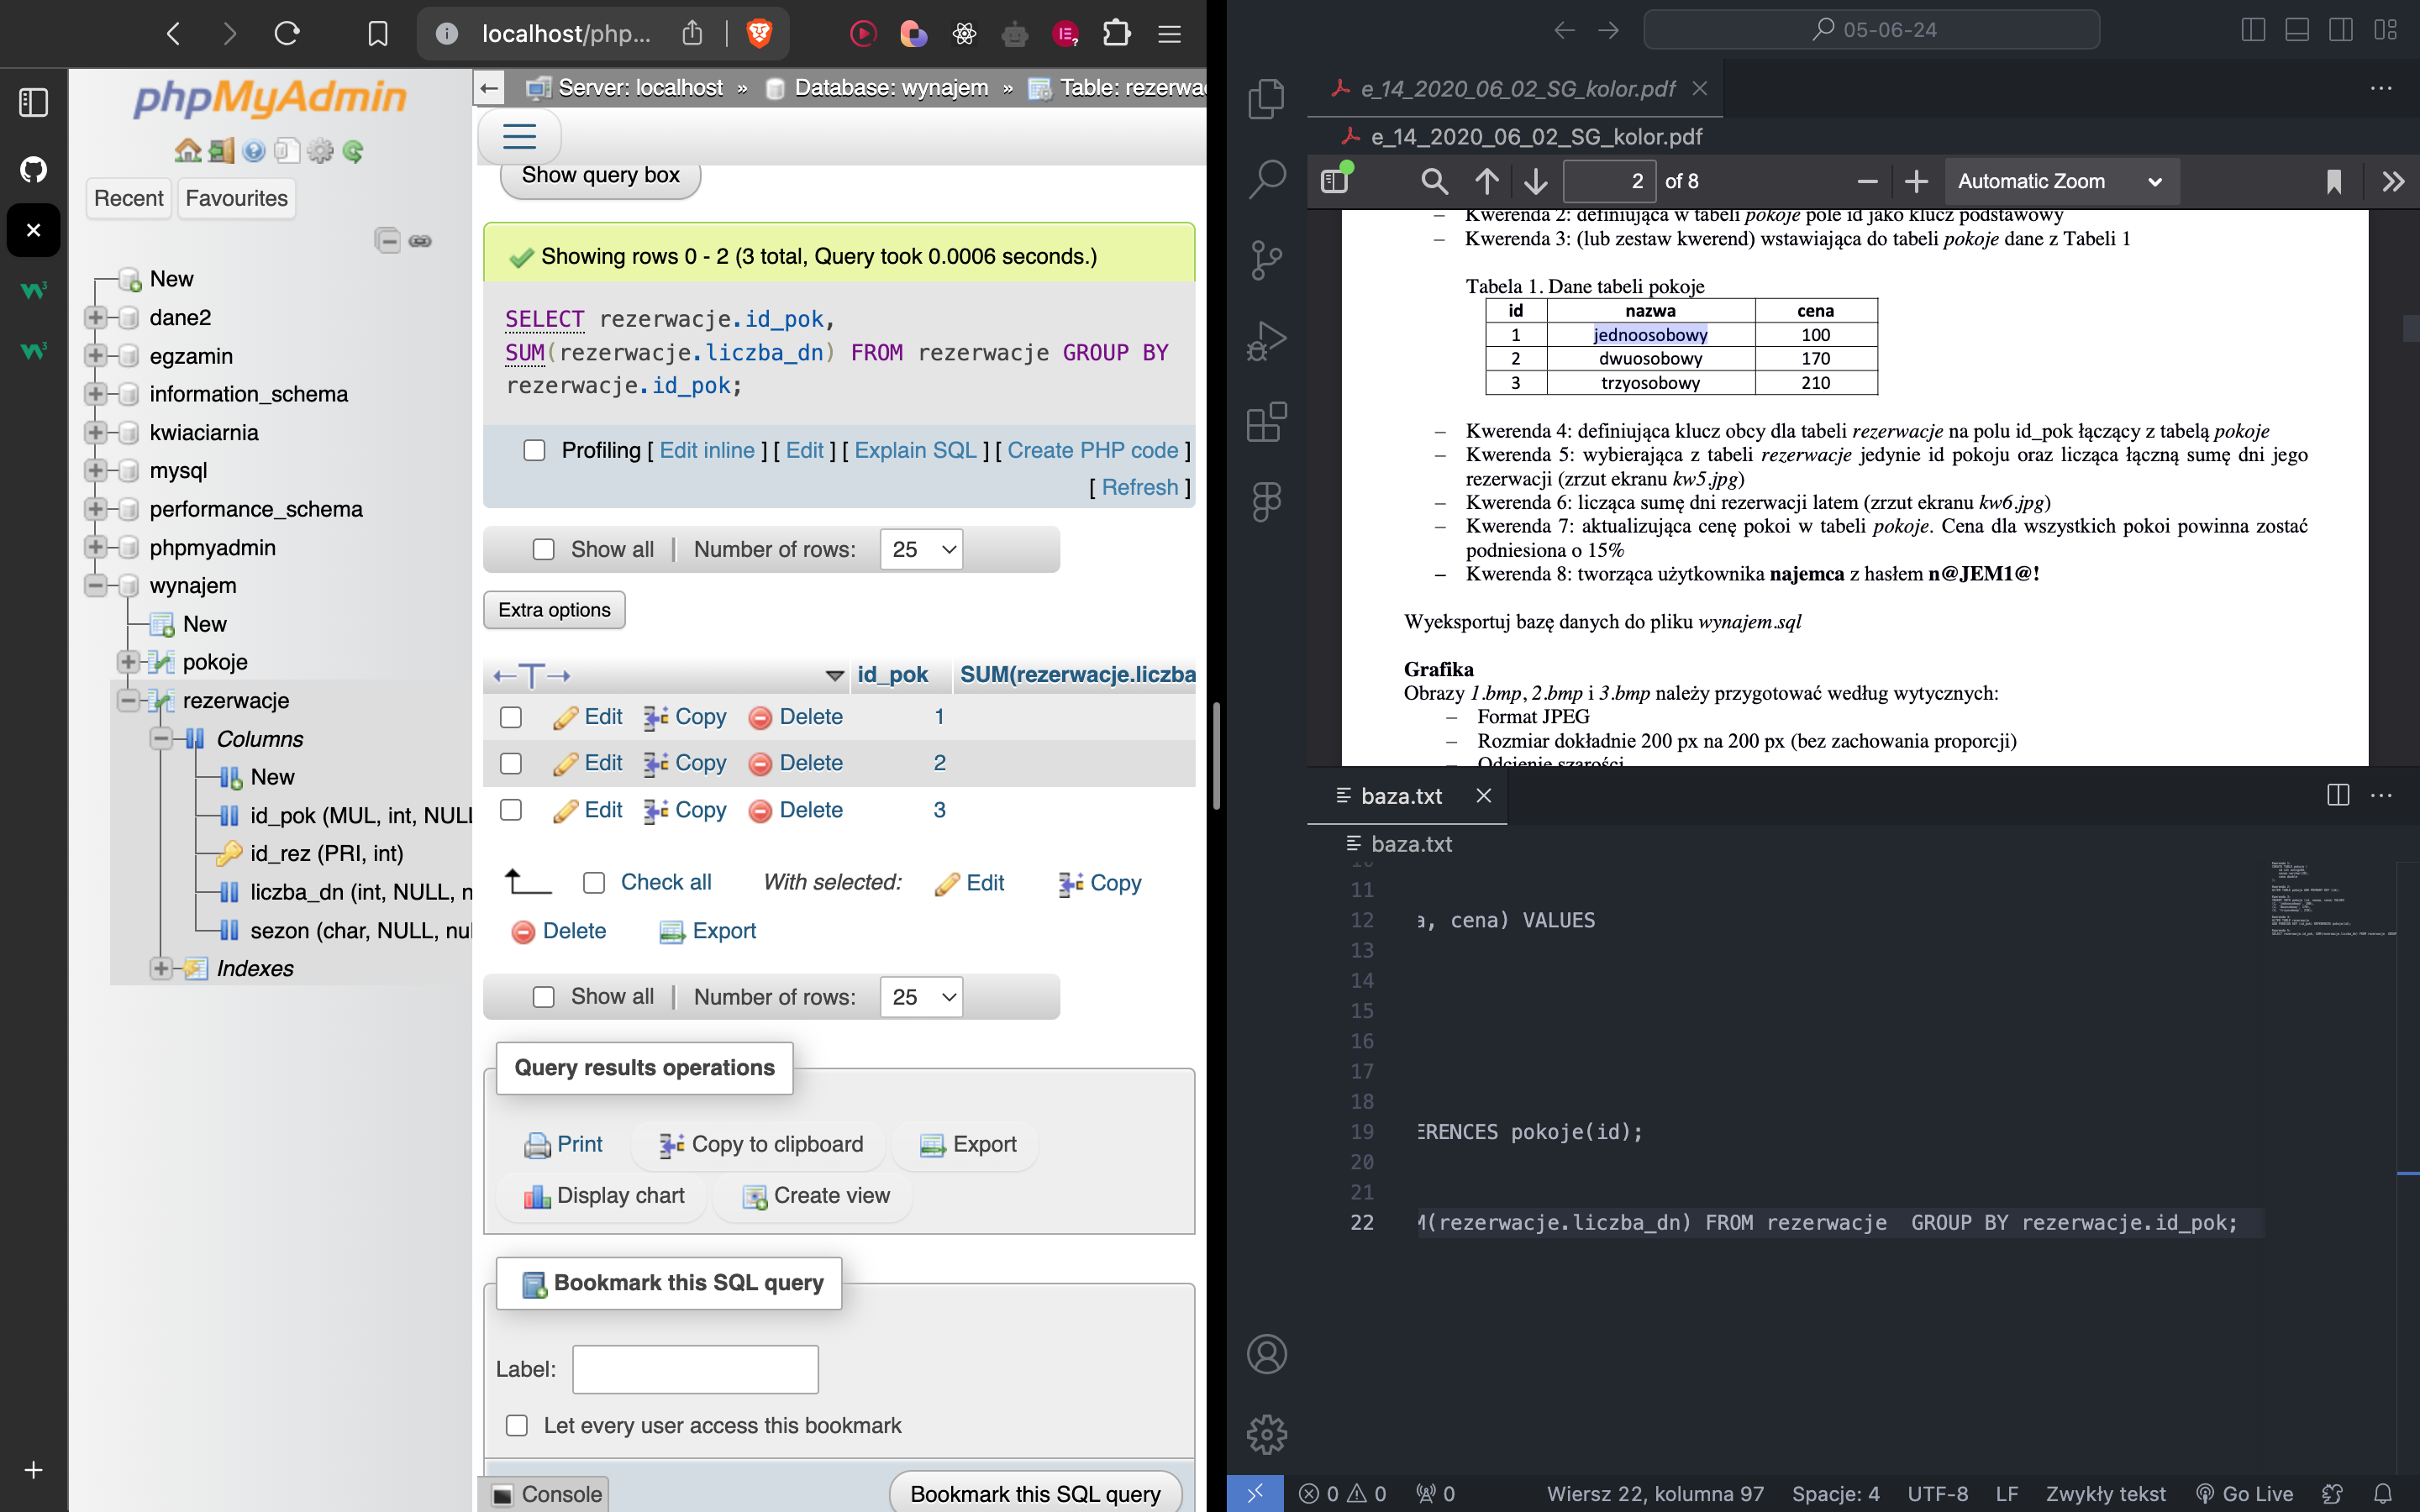 localhost/php...
phpMyAdmin
Recent
Favourites
New
dane2
egzamin
information_schema
kwiaciarnia
mysql
performance_schema
phpmyadmin
wynajem
New
pokoje
rezerwacje
Columns
New
id_pok (MUL, int, NULL
id_rez (PRI, int)
liczba_dn (int, NULL, n
sezon (char, NULL, nu
Indexes
Server: localhost » Database: wynajem » Table: rezerwa
Show query box
Showing rows 0 - 2 (3 total, Query took 0.0006 seconds.)
SELECT rezerwacje.id_pok,
SUM(rezerwacje.liczba_dn) FROM rezerwacje GROUP BY
rezerwacje.id_pok;
Profiling [ Edit inline ] [ Edit ] [ Explain SQL ] [ Create PHP code ]
[ Refresh ]
Show all | Number of rows: 25
Extra options
←T→ id_pok SUM(rezerwacje.liczba
Edit Copy Delete 1
Edit Copy Delete 2
Edit Copy Delete 3
Check all With selected: Edit Copy
Delete Export
Show all | Number of rows: 25
Query results operations
Print Copy to clipboard Export
Display chart Create view
Bookmark this SQL query
Label:
Let every user access this bookmark
Console
Bookmark this SQL query
05-06-24
e_14_2020_06_02_SG_kolor.pdf
e_14_2020_06_02_SG_kolor.pdf
2 of 8
Automatic Zoom
– Kwerenda 2: definiująca w tabeli pokoje pole id jako klucz podstawowy
– Kwerenda 3: (lub zestaw kwerend) wstawiająca do tabeli pokoje dane z Tabeli 1
Tabela 1. Dane tabeli pokoje
id nazwa cena
1 jednoosobowy 100
2 dwuosobowy 170
3 trzyosobowy 210
– Kwerenda 4: definiująca klucz obcy dla tabeli rezerwacje na polu id_pok łączący z tabelą pokoje
– Kwerenda 5: wybierająca z tabeli rezerwacje jedynie id pokoju oraz licząca łączną sumę dni jego
rezerwacji (zrzut ekranu kw5.jpg)
– Kwerenda 6: licząca sumę dni rezerwacji latem (zrzut ekranu kw6.jpg)
– Kwerenda 7: aktualizująca cenę pokoi w tabeli pokoje. Cena dla wszystkich pokoi powinna zostać
podniesiona o 15%
– Kwerenda 8: tworząca użytkownika najemca z hasłem n@JEM1@!
Wyeksportuj bazę danych do pliku wynajem.sql
Grafika
Obrazy 1.bmp, 2.bmp i 3.bmp należy przygotować według wytycznych:
– Format JPEG
– Rozmiar dokładnie 200 px na 200 px (bez zachowania proporcji)
– Odcienie szarości
baza.txt
baza.txt
10
11
12 a, cena) VALUES
13
14
15
16
17
18
19 ERENCES pokoje(id);
20
21
22 M(rezerwacje.liczba_dn) FROM rezerwacje  GROUP BY rezerwacje.id_pok;
0 0 0
Wiersz 22, kolumna 97 Spacje: 4 UTF-8 LF Zwykły tekst Go Live